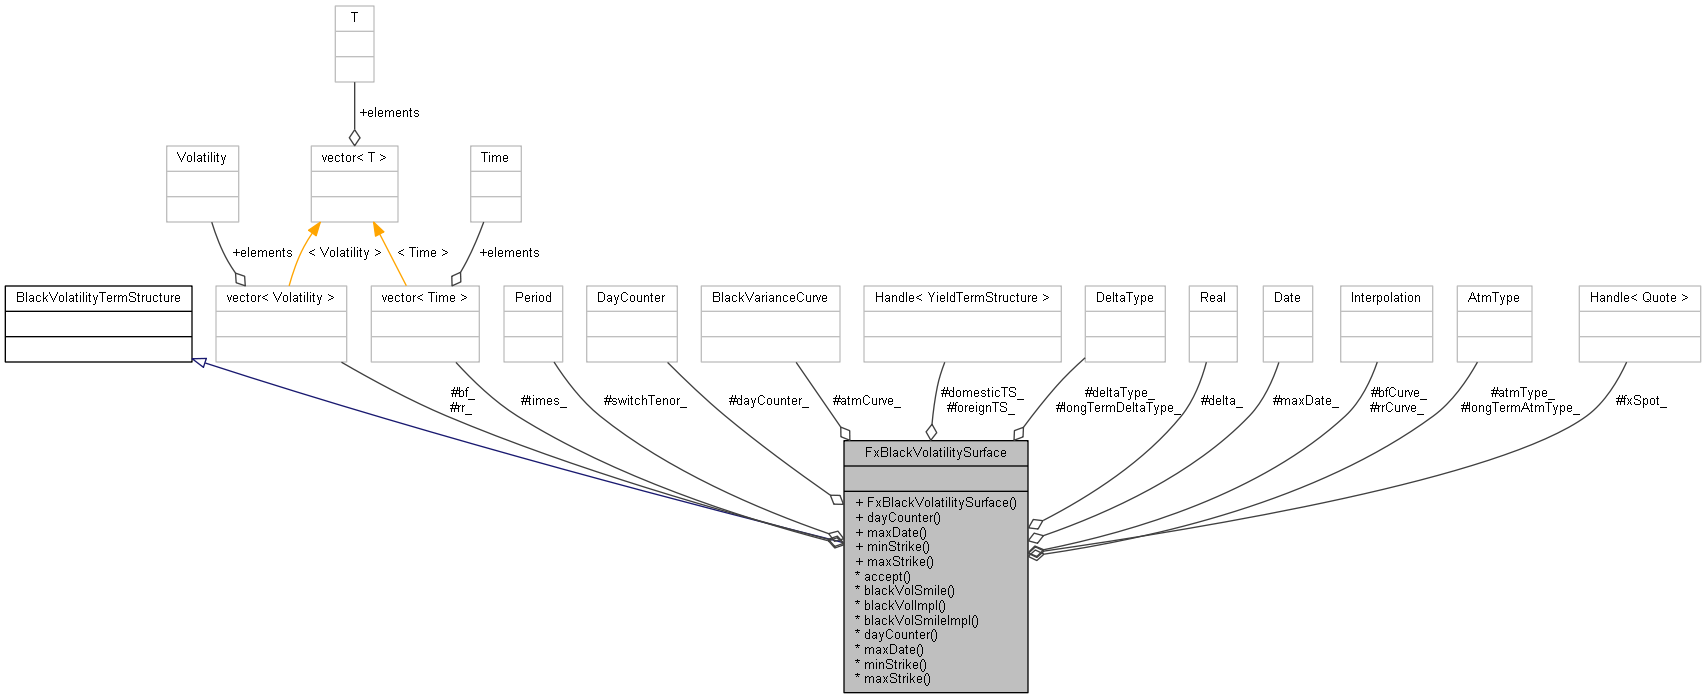 T
+elements
Volatility
vector< T >
Time
+elements
< Volatility >
< Time >
+elements
BlackVolatilityTermStructure
vector< Volatility >
vector< Time >
Period
DayCounter
BlackVarianceCurve
Handle< YieldTermStructure >
DeltaType
Real
Date
Interpolation
AtmType
Handle< Quote >
#bf_
#rr_
#times_
#switchTenor_
#dayCounter_
#atmCurve_
#domesticTS_
#foreignTS_
#deltaType_
#longTermDeltaType_
#delta_
#maxDate_
#bfCurve_
#rrCurve_
#atmType_
#longTermAtmType_
#fxSpot_
FxBlackVolatilitySurface
+ FxBlackVolatilitySurface()
+ dayCounter()
+ maxDate()
+ minStrike()
+ maxStrike()
* accept()
* blackVolSmile()
* blackVolImpl()
* blackVolSmileImpl()
* dayCounter()
* maxDate()
* minStrike()
* maxStrike()